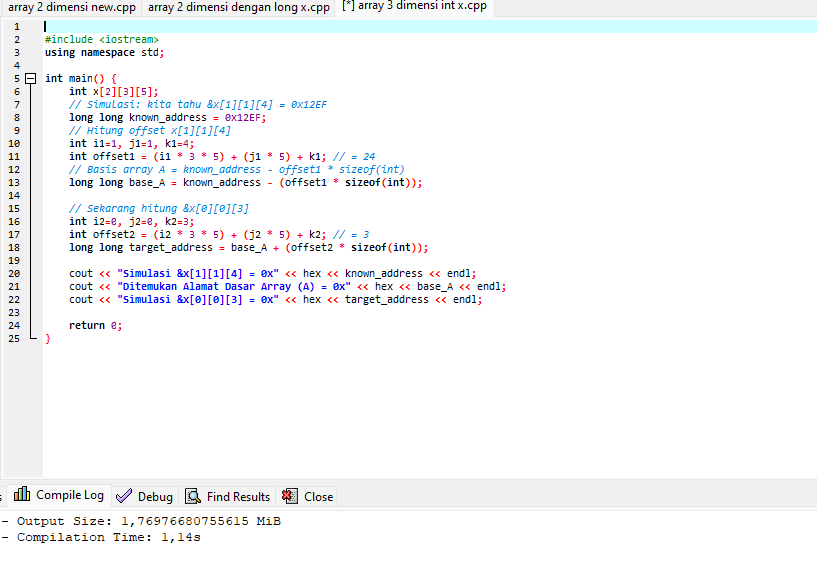 array 2 dimensi new.cpp array 2 dimensi dengan long x.cpp [*] array 3 dimensi int x.cpp
1
2 #include <iostream>
3 using namespace std;
4
5 int main() {
6 int x[2][3][5];
7 // Simulasi: kita tahu &x[1][1][4] = 0x12EF
8 long long known_address = 0x12EF;
9 // Hitung offset x[1][1][4]
10 int i1=1, j1=1, k1=4;
11 int offset1 = (i1 * 3 * 5) + (j1 * 5) + k1; // = 24
12 // Basis array A = known_address - offset1 * sizeof(int)
13 long long base_A = known_address - (offset1 * sizeof(int));
14
15 // Sekarang hitung &x[0][0][3]
16 int i2=0, j2=0, k2=3;
17 int offset2 = (i2 * 3 * 5) + (j2 * 5) + k2; // = 3
18 long long target_address = base_A + (offset2 * sizeof(int));
19
20 cout << "Simulasi &x[1][1][4] = 0x" << hex << known_address << endl;
21 cout << "Ditemukan Alamat Dasar Array (A) = 0x" << hex << base_A << endl;
22 cout << "Simulasi &x[0][0][3] = 0x" << hex << target_address << endl;
23
24 return 0;
25 }
s Compile Log Debug Find Results Close
- Output Size: 1,76976680755615 MiB
- Compilation Time: 1,14s